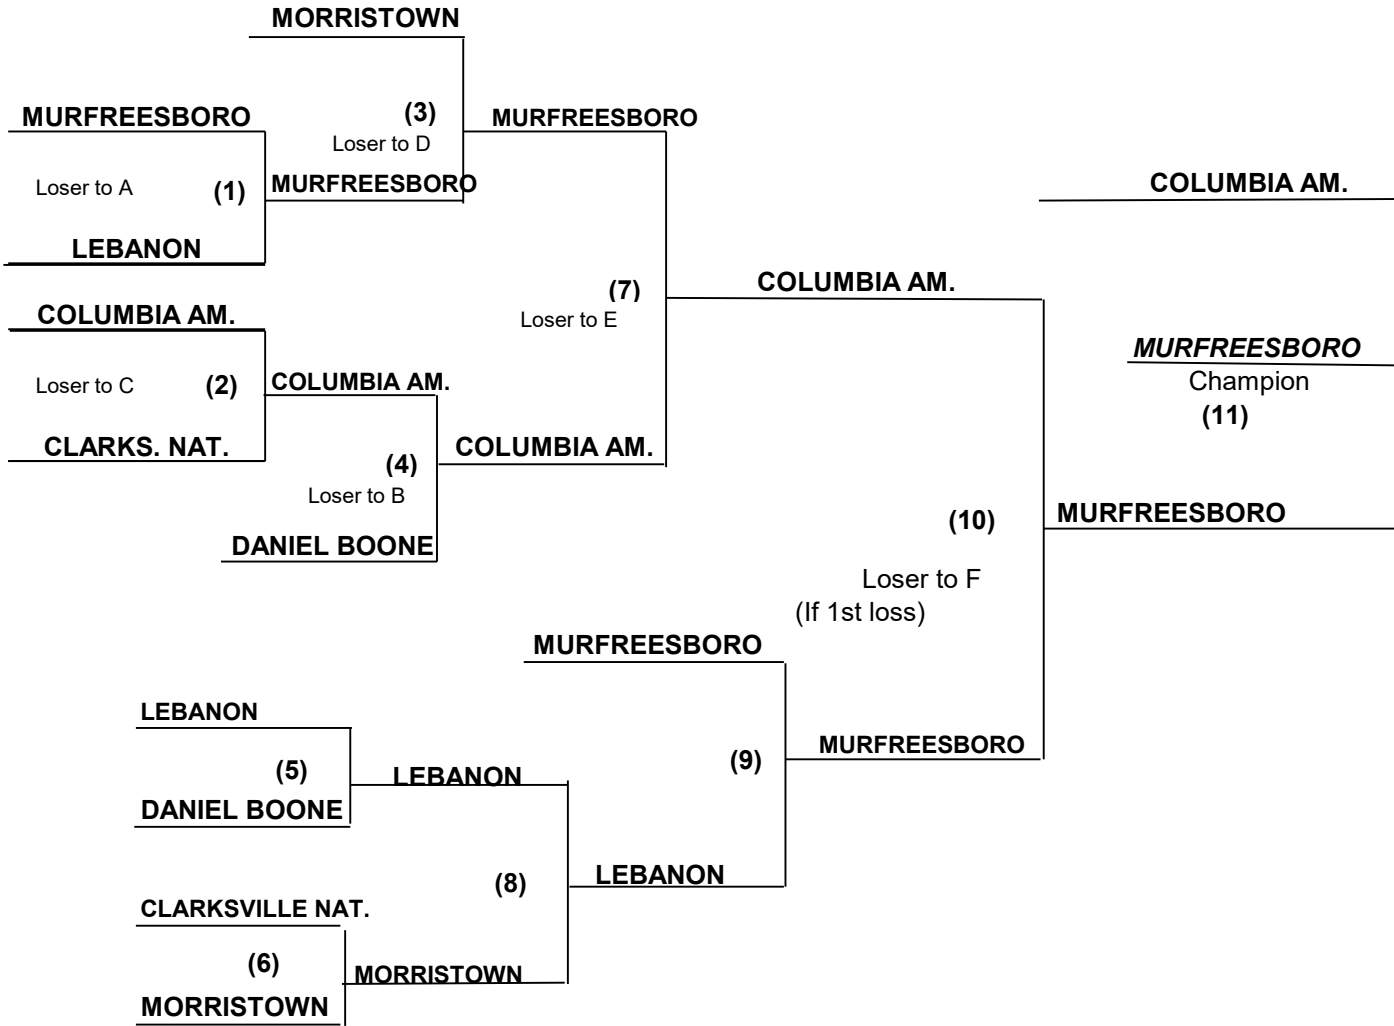 MORRISTOWN
MURFREESBORO
(3)
MURFREESBORO
Loser to D
Loser to A
(1)
MURFREESBORO
COLUMBIA AM.
LEBANON
COLUMBIA AM.
(7)
COLUMBIA AM.
Loser to E
MURFREESBORO
Champion
(11)
Loser to C
(2)
COLUMBIA AM.
CLARKS. NAT.
(4)
COLUMBIA AM.
Loser to B
(10)
MURFREESBORO
DANIEL BOONE
Loser to F
(If 1st loss)
MURFREESBORO
LEBANON
(9)
MURFREESBORO
(5)
LEBANON
DANIEL BOONE
(8)
LEBANON
CLARKSVILLE NAT.
(6)
MORRISTOWN
MORRISTOWN